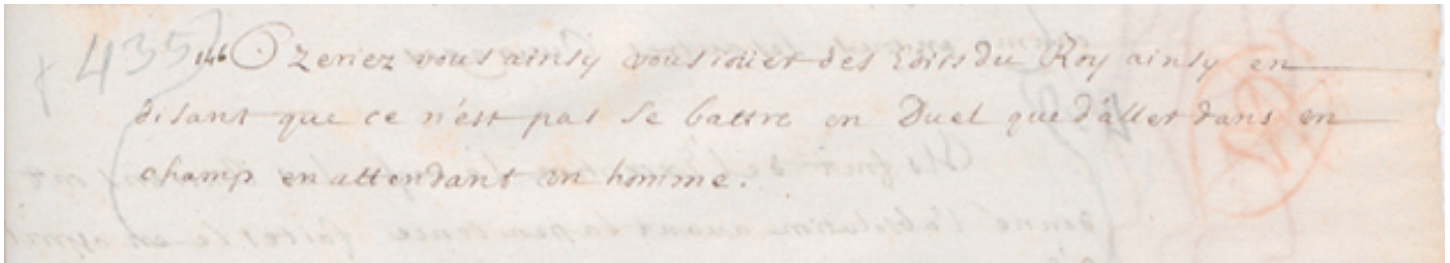 + 435) 146 Ozeriez vous ainsy vous iouer des Edits du Roy ainsy en
disant que ce n'est pas se battre en Duel que d'aller dans un
champ en attendant un homme.